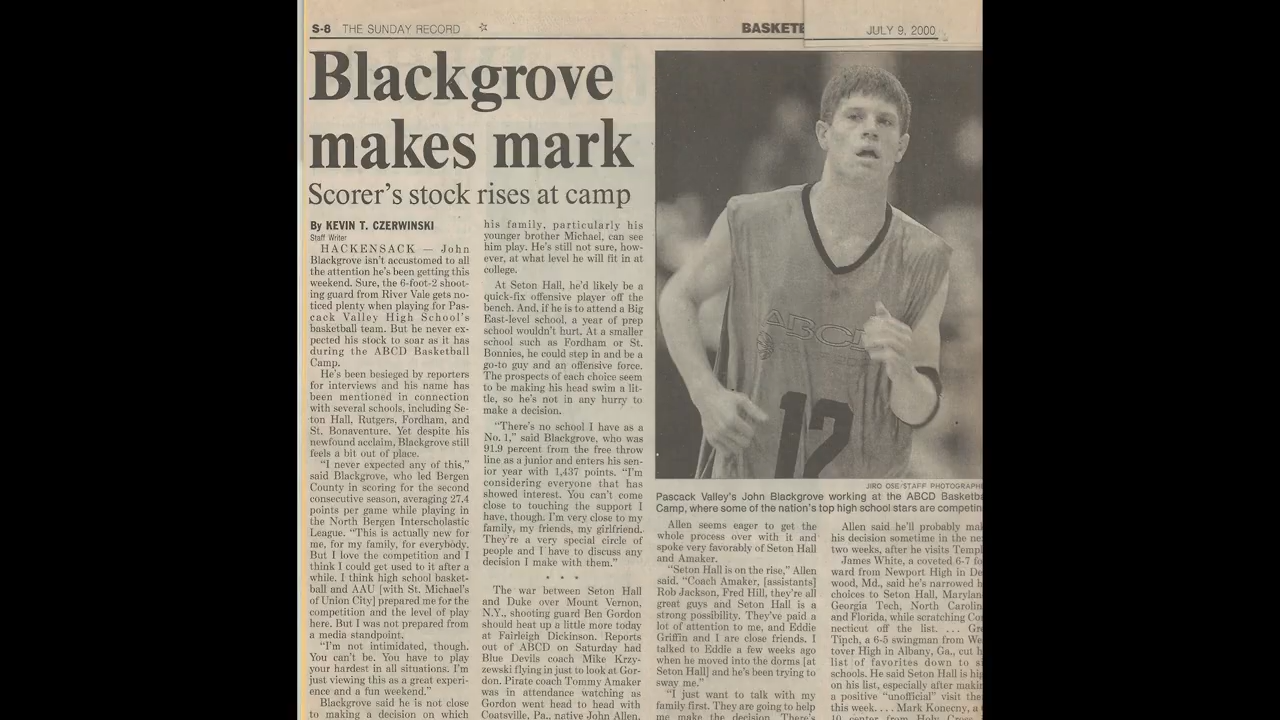 S-8 THE SUNDAY RECORD
BASKETB
JULY 9, 2000
Blackgrove
makes mark
Scorer's stock rises at camp
By KEVIN T. CZERWINSKI
Staff Writer
HACKENSACK — John
Blackgrove isn't accustomed to all
the attention he's been getting this
weekend. Sure, the 6-foot-2 shoot-
ing guard from River Vale gets no-
ticed plenty when playing for Pas-
cack Valley High School's
basketball team. But he never ex-
pected his stock to soar as it has
during the ABCD Basketball
Camp.
He's been besieged by reporters
for interviews and his name has
been mentioned in connection
with several schools, including Se-
ton Hall, Rutgers, Fordham, and
St. Bonaventure. Yet despite his
newfound acclaim, Blackgrove still
feels a bit out of place.
"I never expected any of this,"
said Blackgrove, who led Bergen
County in scoring for the second
consecutive season, averaging 27.4
points per game while playing in
the North Bergen Interscholastic
League. "This is actually new for
me, for my family, for everybody.
But I love the competition and I
think I could get used to it after a
while. I think high school basket-
ball and AAU [with St. Michael's
of Union City] prepared me for the
competition and the level of play
here. But I was not prepared from
a media standpoint.
"I'm not intimidated, though.
You can't be. You have to play
your hardest in all situations. I'm
just viewing this as a great experi-
ence and a fun weekend."
Blackgrove said he is not close
to making a decision on which
his family, particularly his
younger brother Michael, can see
him play. He's still not sure, how-
ever, at what level he will fit in at
college.
At Seton Hall, he'd likely be a
quick-fix offensive player off the
bench. And, if he is to attend a Big
East-level school, a year of prep
school wouldn't hurt. At a smaller
school such as Fordham or St.
Bonnies, he could step in and be a
go-to guy and an offensive force.
The prospects of each choice seem
to be making his head swim a lit-
tle, so he's not in any hurry to
make a decision.
"There's no school I have as a
No. 1," said Blackgrove, who was
91.9 percent from the free throw
line as a junior and enters his sen-
ior year with 1,437 points. "I'm
considering everyone that has
showed interest. You can't come
close to touching the support I
have, though. I'm very close to my
family, my friends, my girlfriend.
They're a very special circle of
people and I have to discuss any
decision I make with them."
* * *
The war between Seton Hall
and Duke over Mount Vernon,
N.Y., shooting guard Ben Gordon
should heat up a little more today
at Fairleigh Dickinson. Reports
out of ABCD on Saturday had
Blue Devils coach Mike Krzy-
zewski flying in just to look at Gor-
don. Pirate coach Tommy Amaker
was in attendance watching as
Gordon went head to head with
Coatsville, Pa., native John Allen,
ABCD
12
JIRO OSE/STAFF PHOTOGRAPHE
Pascack Valley's John Blackgrove working at the ABCD Basketba
Camp, where some of the nation's top high school stars are competin
Allen seems eager to get the
whole process over with it and
spoke very favorably of Seton Hall
and Amaker.
"Seton Hall is on the rise," Allen
said. "Coach Amaker, [assistants]
Rob Jackson, Fred Hill, they're all
great guys and Seton Hall is a
strong possibility. They've paid a
lot of attention to me, and Eddie
Griffin and I are close friends. I
talked to Eddie a few weeks ago
when he moved into the dorms [at
Seton Hall] and he's been trying to
sway me."
"I just want to talk with my
family first. They are going to help
me make the decision. There's
Allen said he'll probably mak
his decision sometime in the ne
two weeks, after he visits Templ
James White, a coveted 6-7 fo
ward from Newport High in De
wood, Md., said he's narrowed h
choices to Seton Hall, Marylan
Georgia Tech, North Carolin
and Florida, while scratching Co
necticut off the list. . . . Gre
Tipch, a 6-5 swingman from We
tover High in Albany, Ga., cut h
list of favorites down to si
schools. He said Seton Hall is hig
on his list, especially after makin
a positive "unofficial" visit the
this week. . . . Mark Konecny, a
10 center from Holy Cross